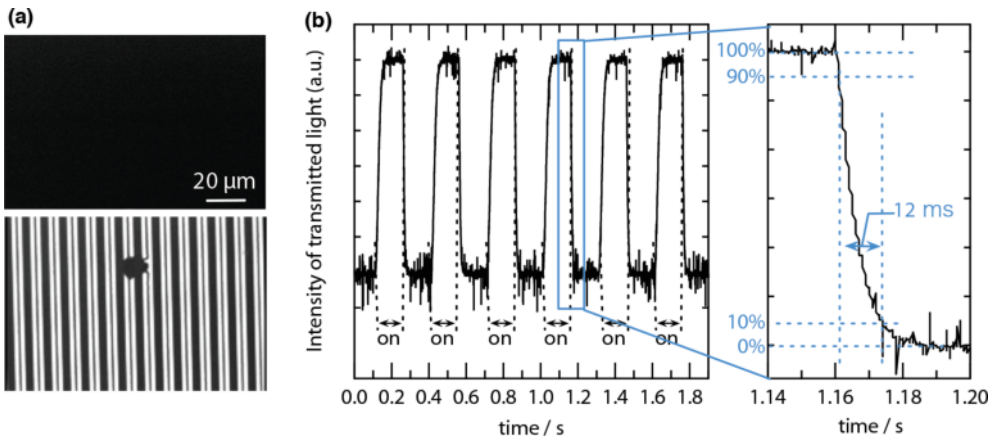 (a)
20 µm
(b)
Intensity of transmitted light (a.u.)
on on on on on on
0.0 0.2 0.4 0.6 0.8 1.0 1.2 1.4 1.6 1.8
time / s
100%
90%
12 ms
10%
0%
1.14 1.16 1.18 1.20
time / s